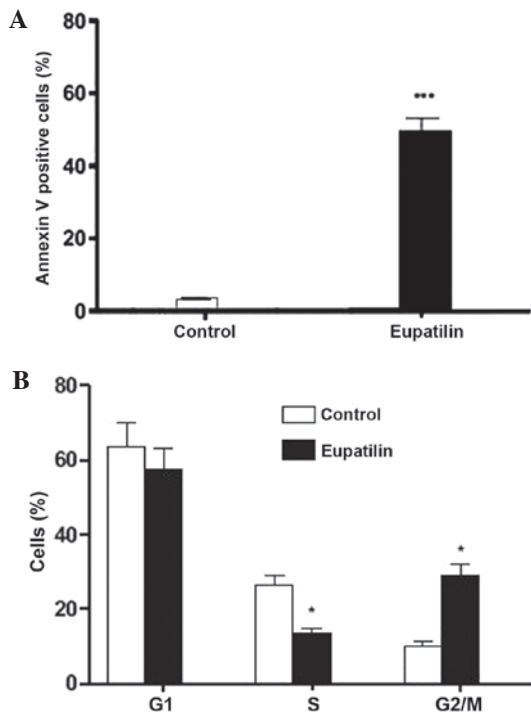 A
Annexin V positive cells (%)
80
60
40
20
0
***
Control
Eupatilin
B
Cells (%)
80
60
40
20
0
Control
Eupatilin
*
*
G1
S
G2/M